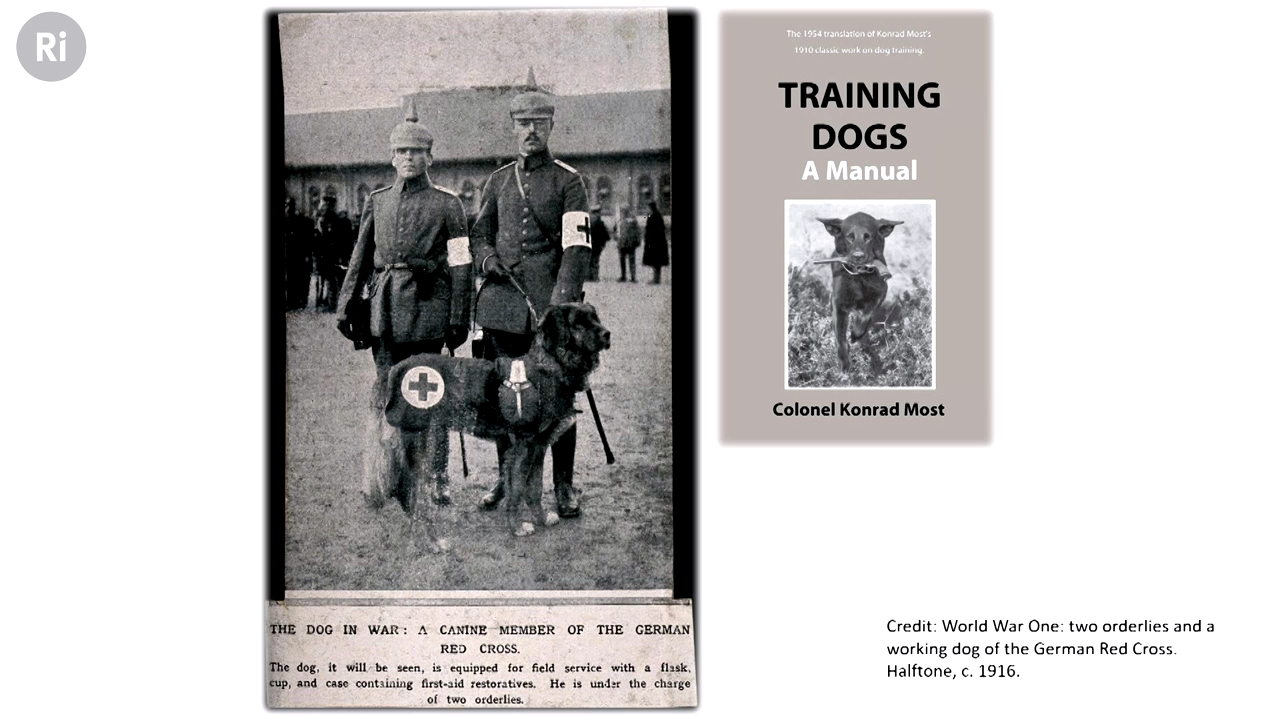 Ri
THE DOG IN WAR: A CANINE MEMBER OF THE GERMAN
RED CROSS.
The dog, it will be seen, is equipped for field service with a flask,
cup, and case containing first-aid restoratives. He is under the charge
of two orderlies.
The 1954 translation of Konrad Most's
1910 classic work on dog training.
TRAINING
DOGS
A Manual
Colonel Konrad Most
Credit: World War One: two orderlies and a
working dog of the German Red Cross.
Halftone, c. 1916.